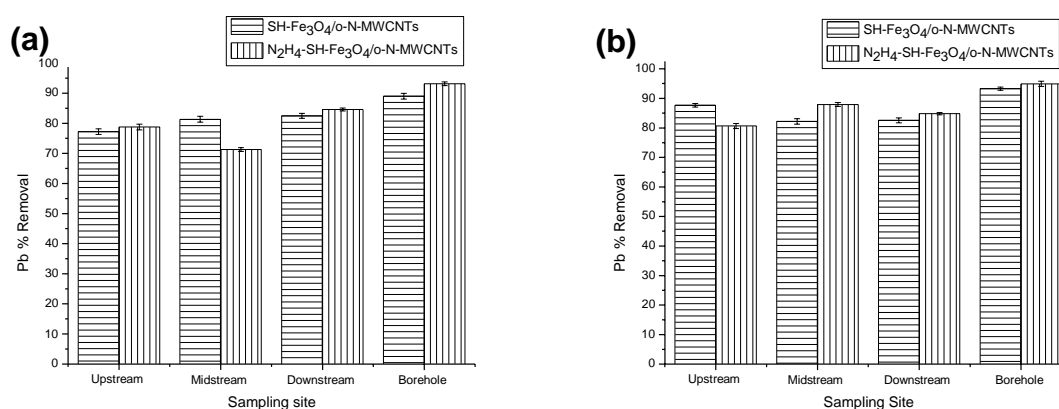 (a)
SH-Fe3O4/o-N-MWCNTs
N2H4-SH-Fe3O4/o-N-MWCNTs
100
90
80
70
60
50
40
30
20
10
0
Pb % Removal
Upstream Midstream Downstream Borehole
Sampling site
(b)
SH-Fe3O4/o-N-MWCNTs
N2H4-SH-Fe3O4/o-N-MWCNTs
100
90
80
70
60
50
40
30
20
10
0
Pb % Removal
Upstream Midstream Downstream Borehole
Sampling Site